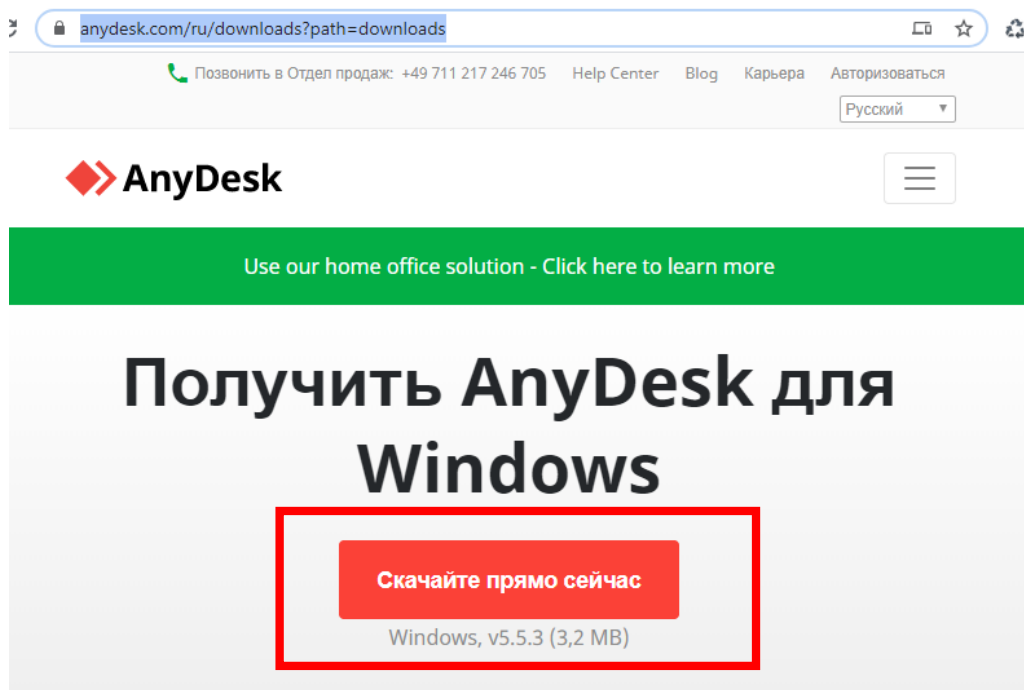 anydesk.com/ru/downloads?path=downloads
Позвонить в Отдел продаж: +49 711 217 246 705 Help Center Blog Карьера Авторизоваться
Русский
AnyDesk
Use our home office solution - Click here to learn more
Получить AnyDesk для
Windows
Скачайте прямо сейчас
Windows, v5.5.3 (3,2 MB)